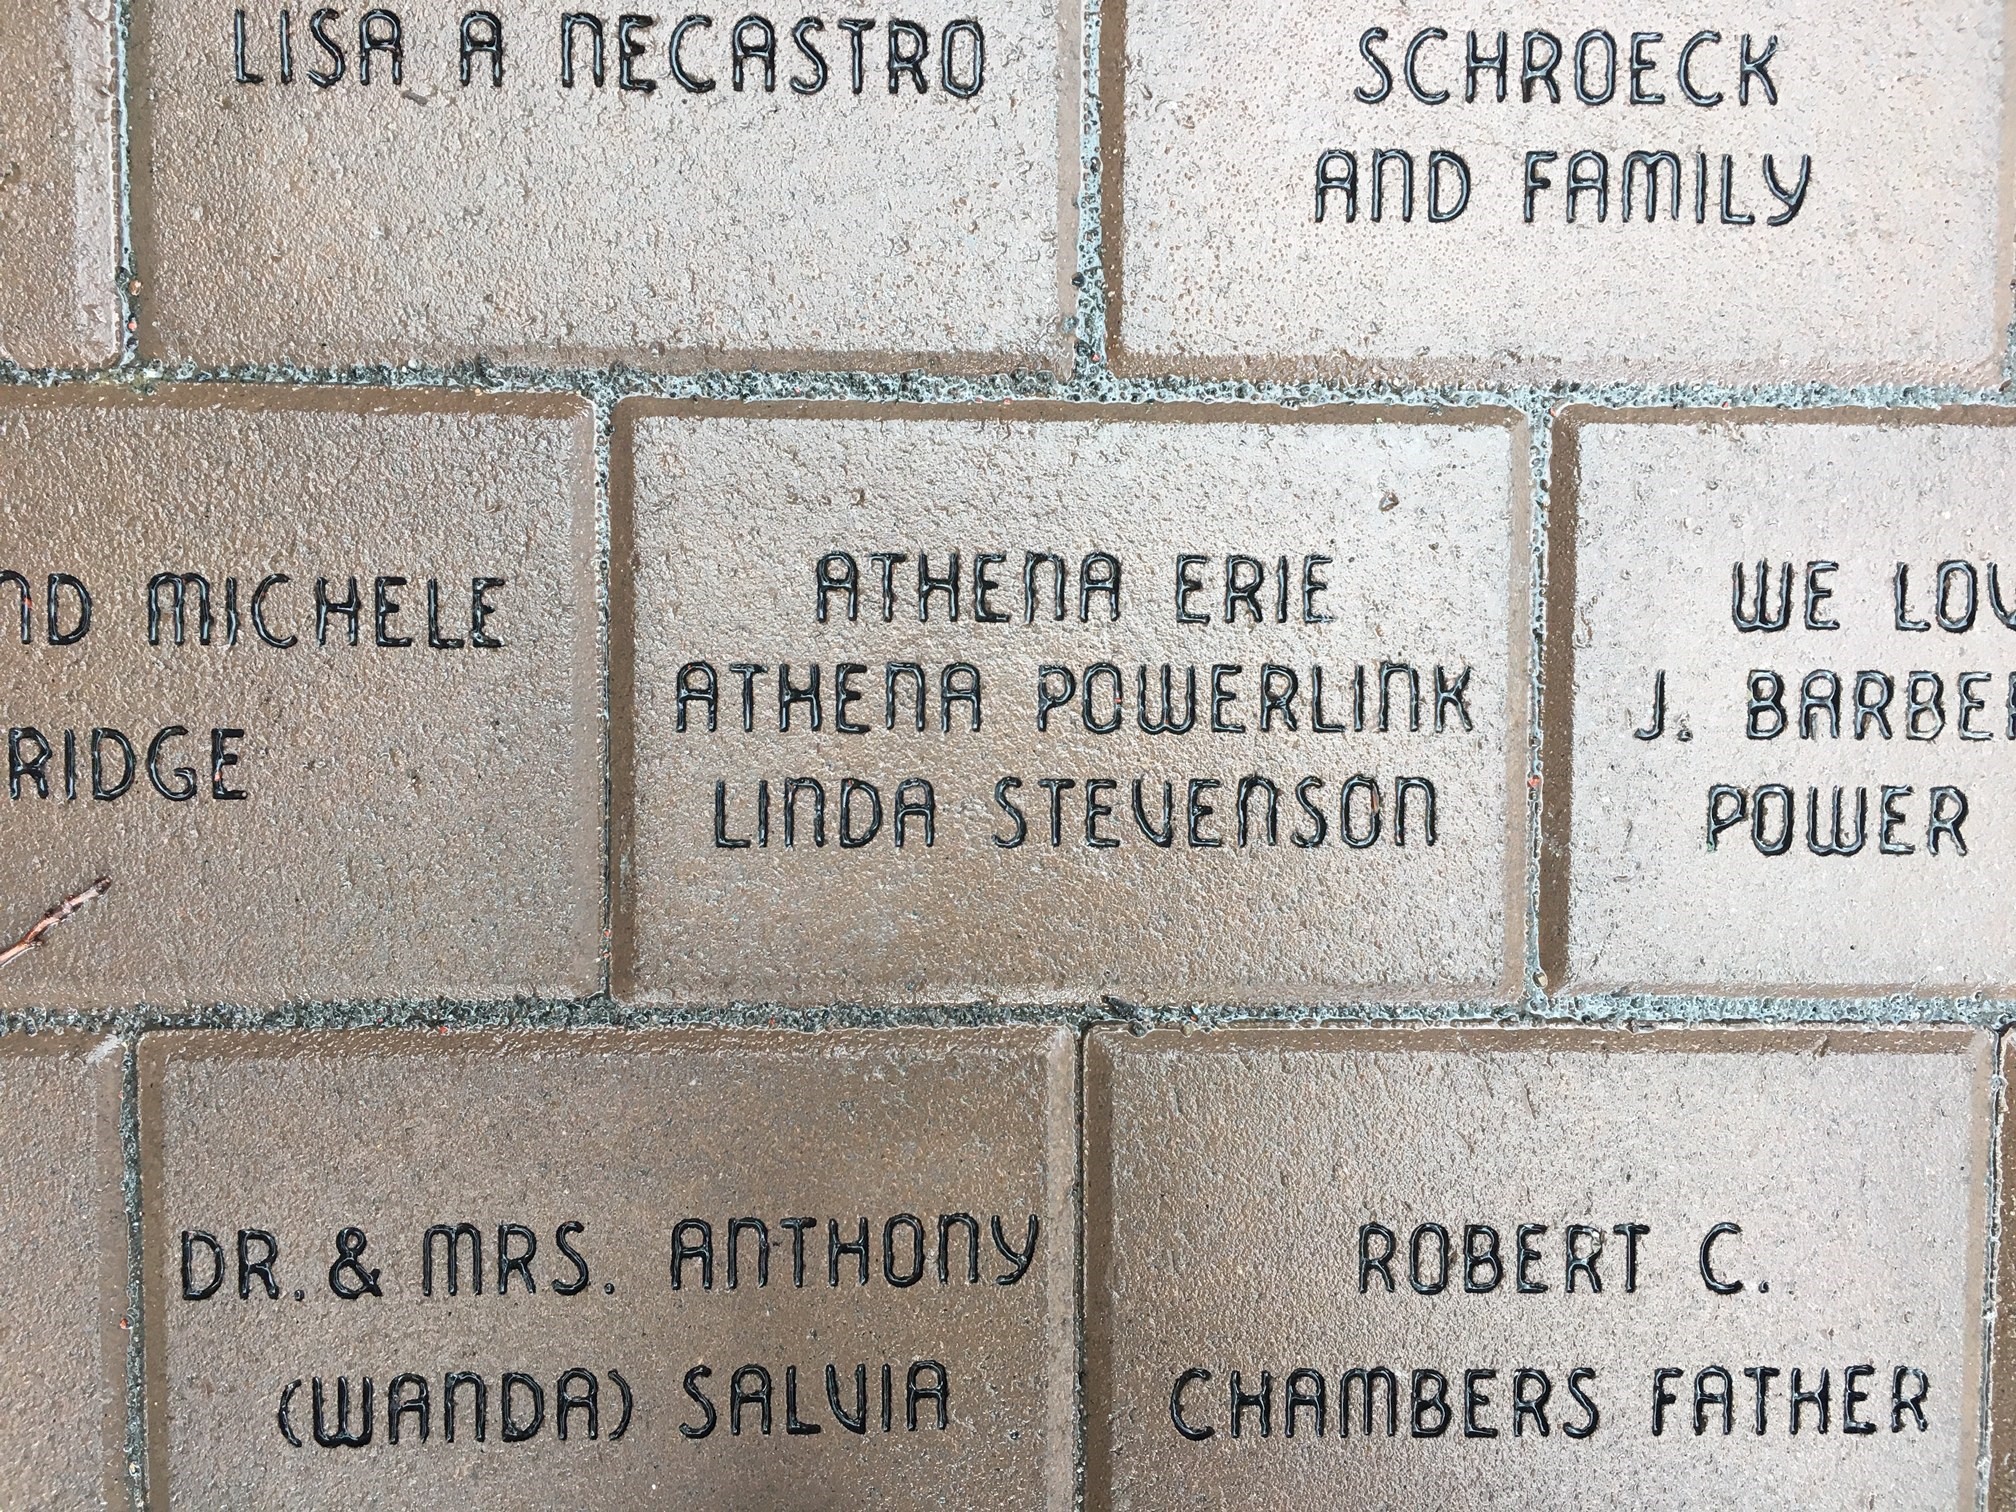 LISA A NECASTRO
SCHROECK
AND FAMILY
MICHELE
RIDGE
ATHENA ERIE
ATHENA POWERLINK
LINDA STEVENSON
WE
J.
POWER
DR. & MRS. ANTHONY
(WANDA) SALVIA
ROBERT C.
CHAMBERS FATHER